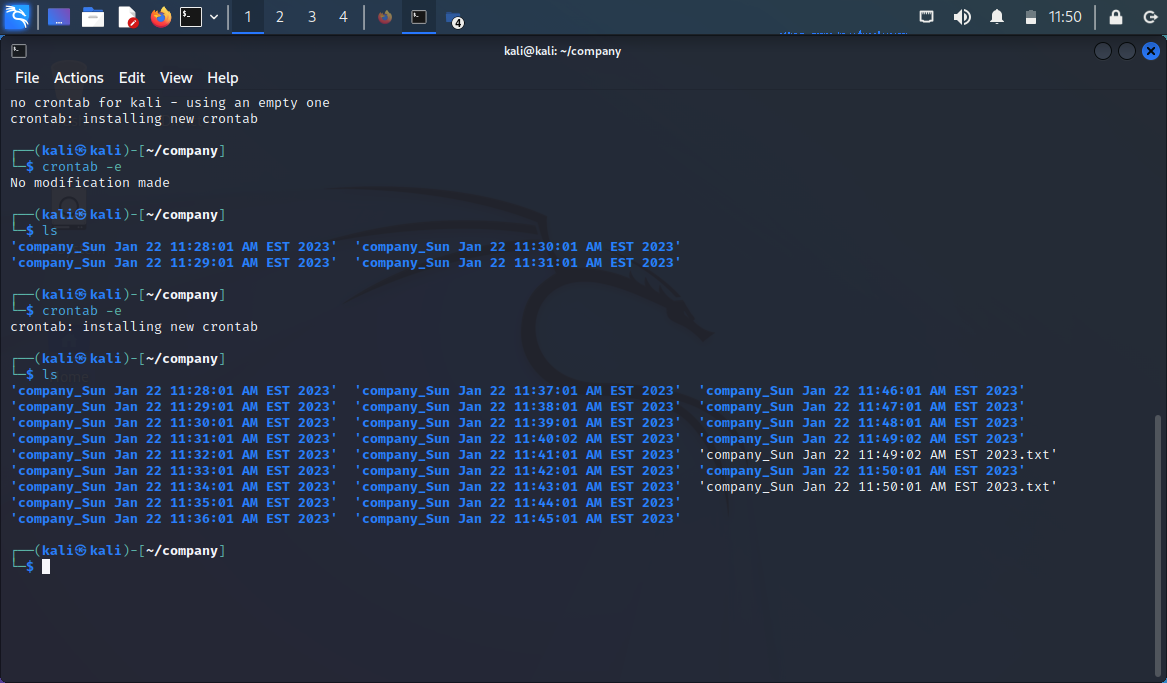 1 2 3 4 4 11:50
kali@kali: ~/company
File Actions Edit View Help
no crontab for kali - using an empty one
crontab: installing new crontab
┌──(kali㉿kali)-[~/company]
└─$ crontab -e
No modification made
┌──(kali㉿kali)-[~/company]
└─$ ls
'company_Sun Jan 22 11:28:01 AM EST 2023' 'company_Sun Jan 22 11:30:01 AM EST 2023'
'company_Sun Jan 22 11:29:01 AM EST 2023' 'company_Sun Jan 22 11:31:01 AM EST 2023'
┌──(kali㉿kali)-[~/company]
└─$ crontab -e
crontab: installing new crontab
┌──(kali㉿kali)-[~/company]
└─$ ls
'company_Sun Jan 22 11:28:01 AM EST 2023' 'company_Sun Jan 22 11:37:01 AM EST 2023' 'company_Sun Jan 22 11:46:01 AM EST 2023'
'company_Sun Jan 22 11:29:01 AM EST 2023' 'company_Sun Jan 22 11:38:01 AM EST 2023' 'company_Sun Jan 22 11:47:01 AM EST 2023'
'company_Sun Jan 22 11:30:01 AM EST 2023' 'company_Sun Jan 22 11:39:01 AM EST 2023' 'company_Sun Jan 22 11:48:01 AM EST 2023'
'company_Sun Jan 22 11:31:01 AM EST 2023' 'company_Sun Jan 22 11:40:02 AM EST 2023' 'company_Sun Jan 22 11:49:02 AM EST 2023'
'company_Sun Jan 22 11:32:01 AM EST 2023' 'company_Sun Jan 22 11:41:01 AM EST 2023' 'company_Sun Jan 22 11:49:02 AM EST 2023.txt'
'company_Sun Jan 22 11:33:01 AM EST 2023' 'company_Sun Jan 22 11:42:01 AM EST 2023' 'company_Sun Jan 22 11:50:01 AM EST 2023'
'company_Sun Jan 22 11:34:01 AM EST 2023' 'company_Sun Jan 22 11:43:01 AM EST 2023' 'company_Sun Jan 22 11:50:01 AM EST 2023.txt'
'company_Sun Jan 22 11:35:01 AM EST 2023' 'company_Sun Jan 22 11:44:01 AM EST 2023'
'company_Sun Jan 22 11:36:01 AM EST 2023' 'company_Sun Jan 22 11:45:01 AM EST 2023'
┌──(kali㉿kali)-[~/company]
└─$